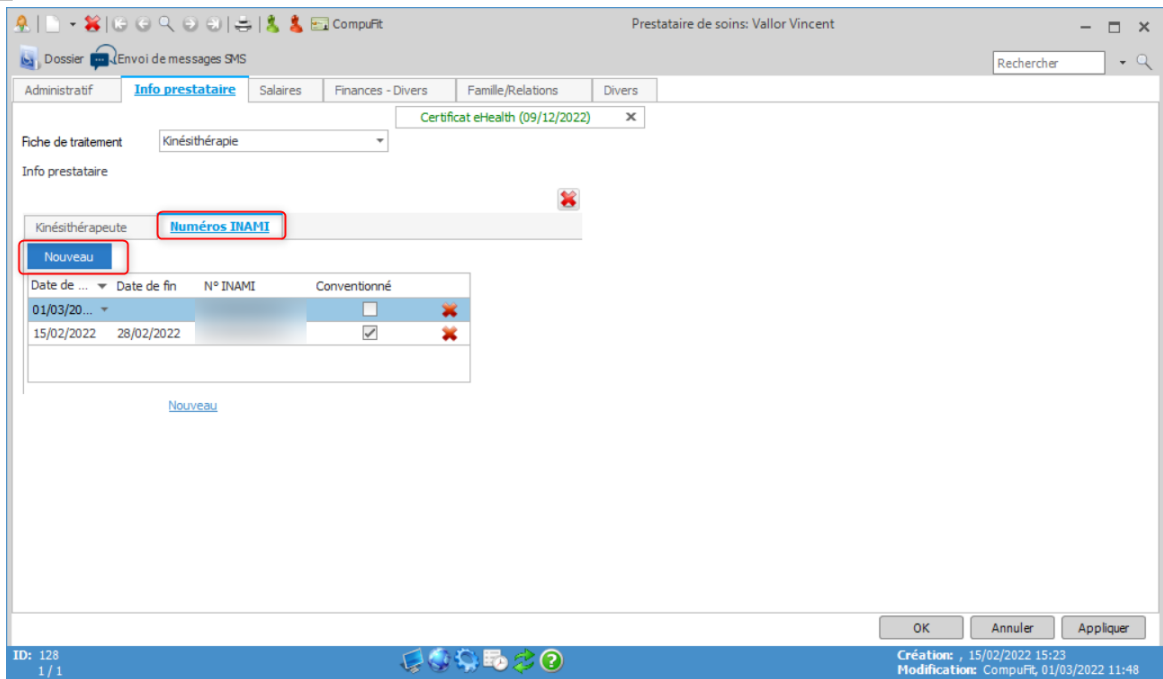 CompuFit
Prestataire de soins: Vallor Vincent
Dossier Envoi de messages SMS
Rechercher
Administratif Info prestataire Salaires Finances - Divers Famille/Relations Divers
Certificat eHealth (09/12/2022)
Fiche de traitement Kinésithérapie
Info prestataire
Kinésithérapeute Numéros INAMI
Nouveau
Date de ... Date de fin N° INAMI Conventionné
01/03/20...
15/02/2022 28/02/2022
Nouveau
OK Annuler Appliquer
ID: 128
1 / 1
Création: , 15/02/2022 15:23
Modification: CompuFit, 01/03/2022 11:48